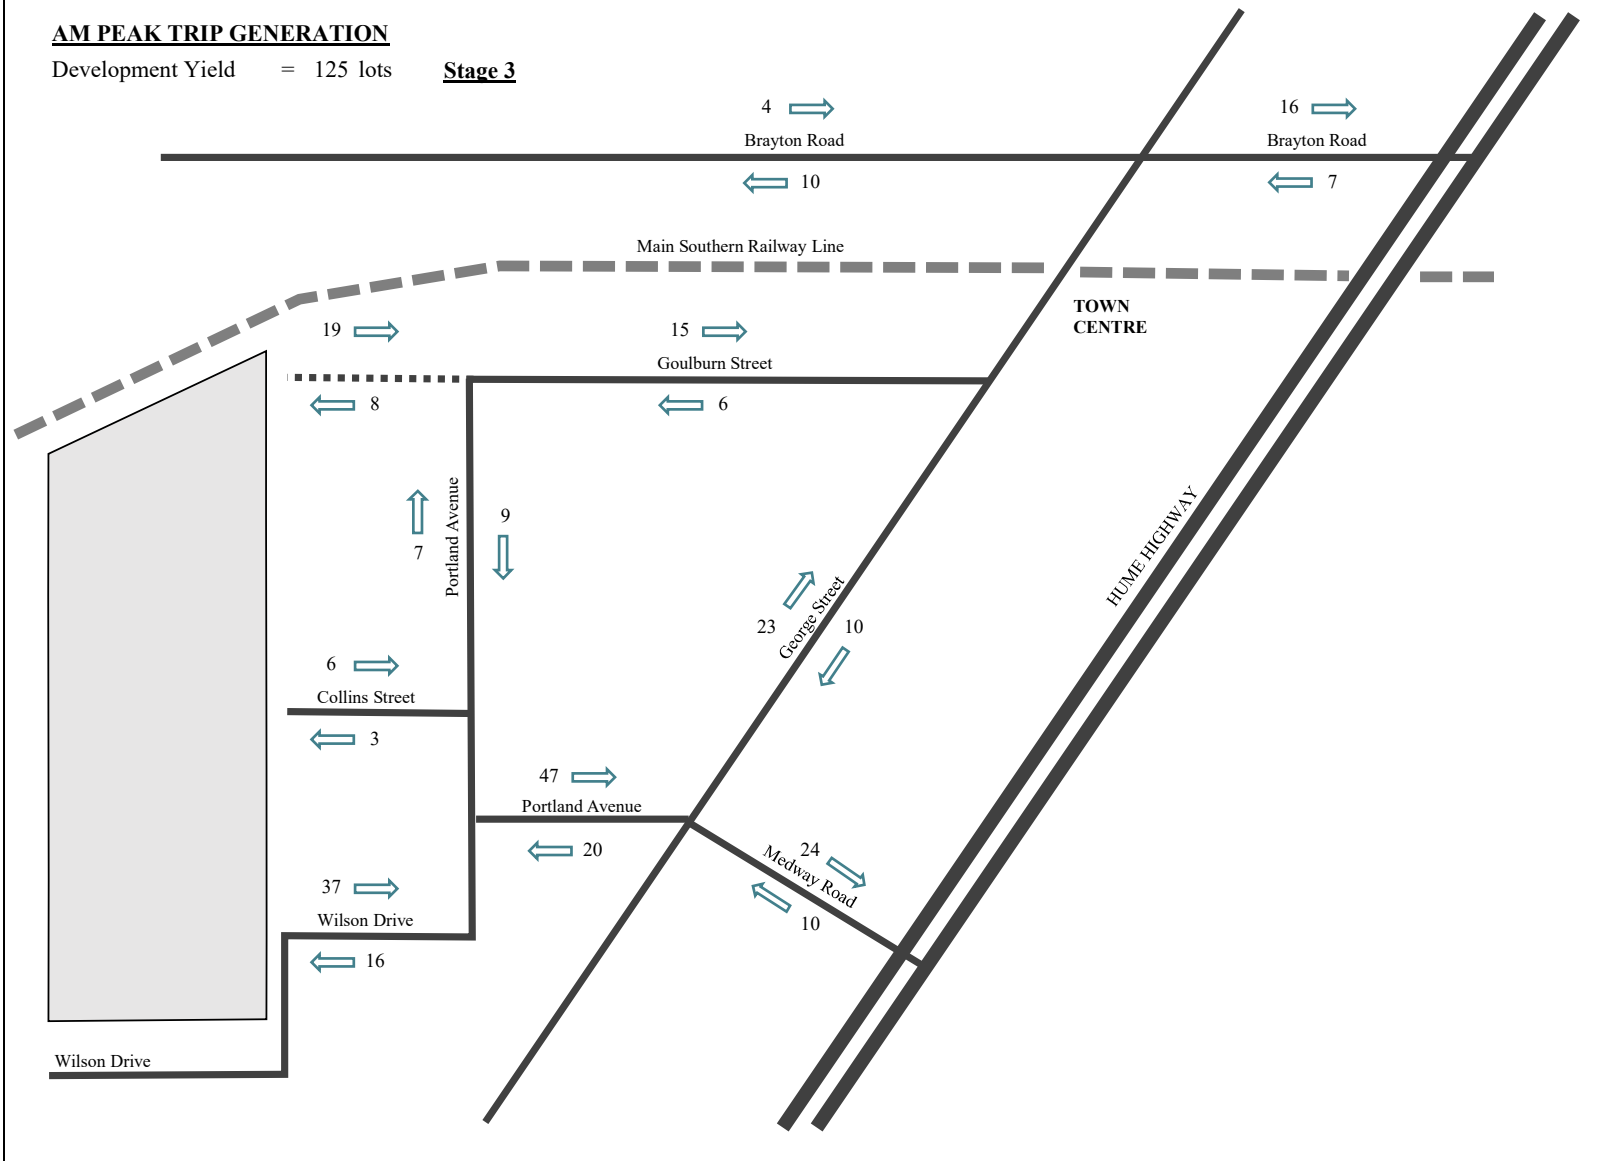 AM PEAK TRIP GENERATION
Development Yield = 125 lots Stage 3
4 16
Brayton Road Brayton Road
10 7
Main Southern Railway Line
TOWN
CENTRE
19 15
Goulburn Street
8 6
Portland Avenue
9
7
HUME HIGHWAY
George Street
23 10
6
Collins Street
3
47
Portland Avenue
20
24
Medway Road
10
37
Wilson Drive
16
Wilson Drive